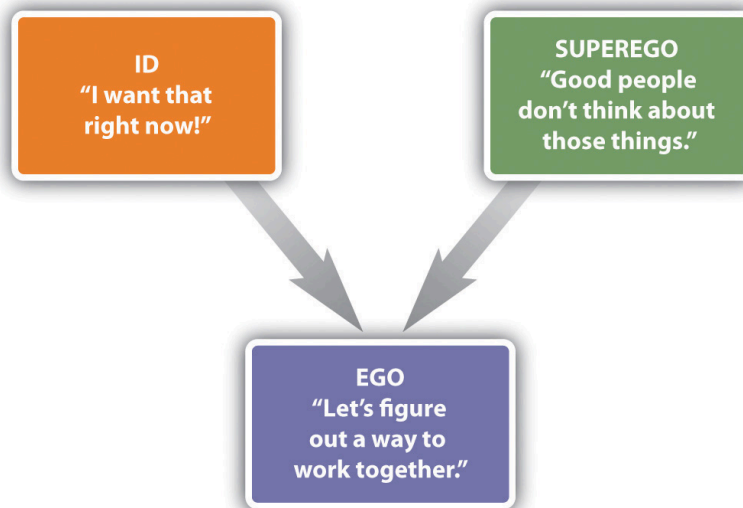 ID
“I want that
right now!”
SUPEREGO
“Good people
don’t think about
those things.”
EGO
“Let’s figure
out a way to
work together.”